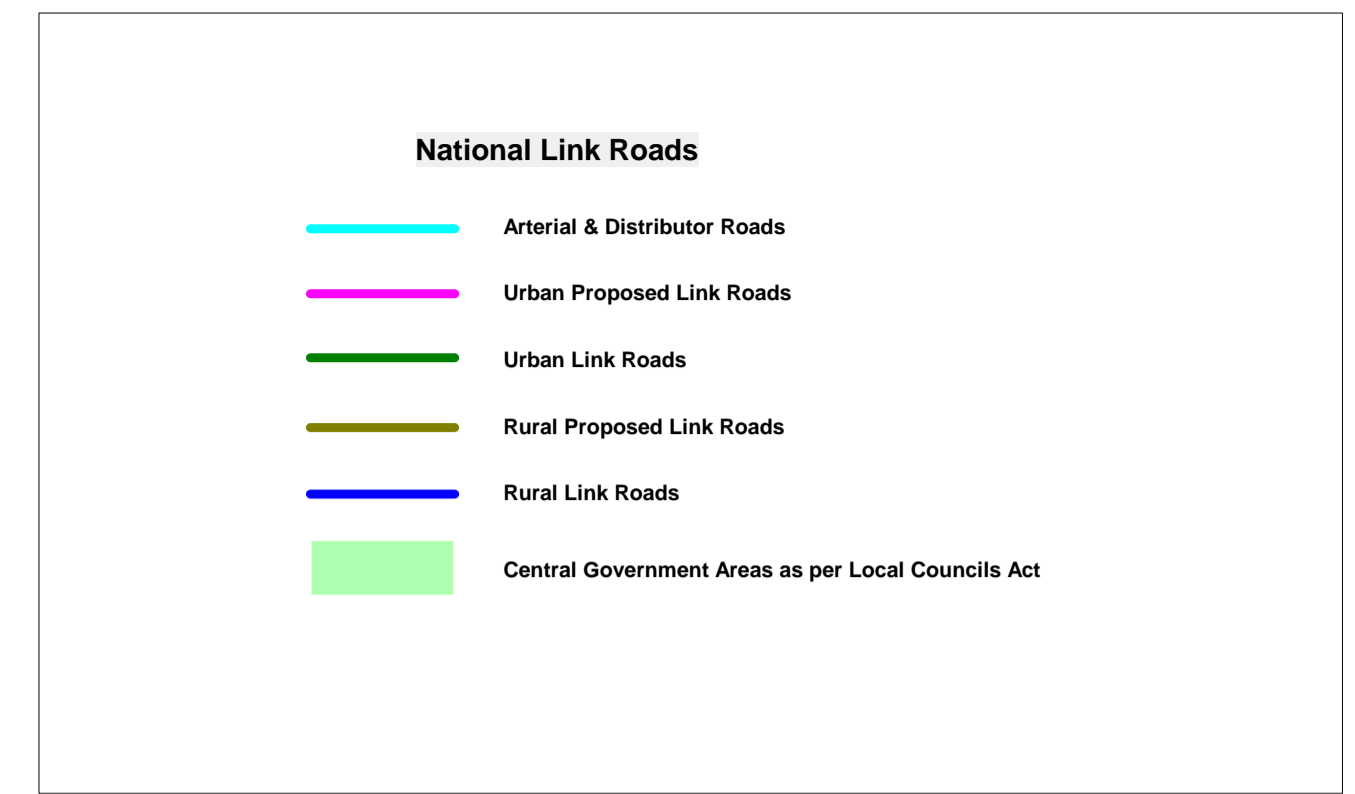 National Link Roads
Arterial & Distributor Roads
Urban Proposed Link Roads
Urban Link Roads
Rural Proposed Link Roads
Rural Link Roads
Central Government Areas as per Local Councils Act